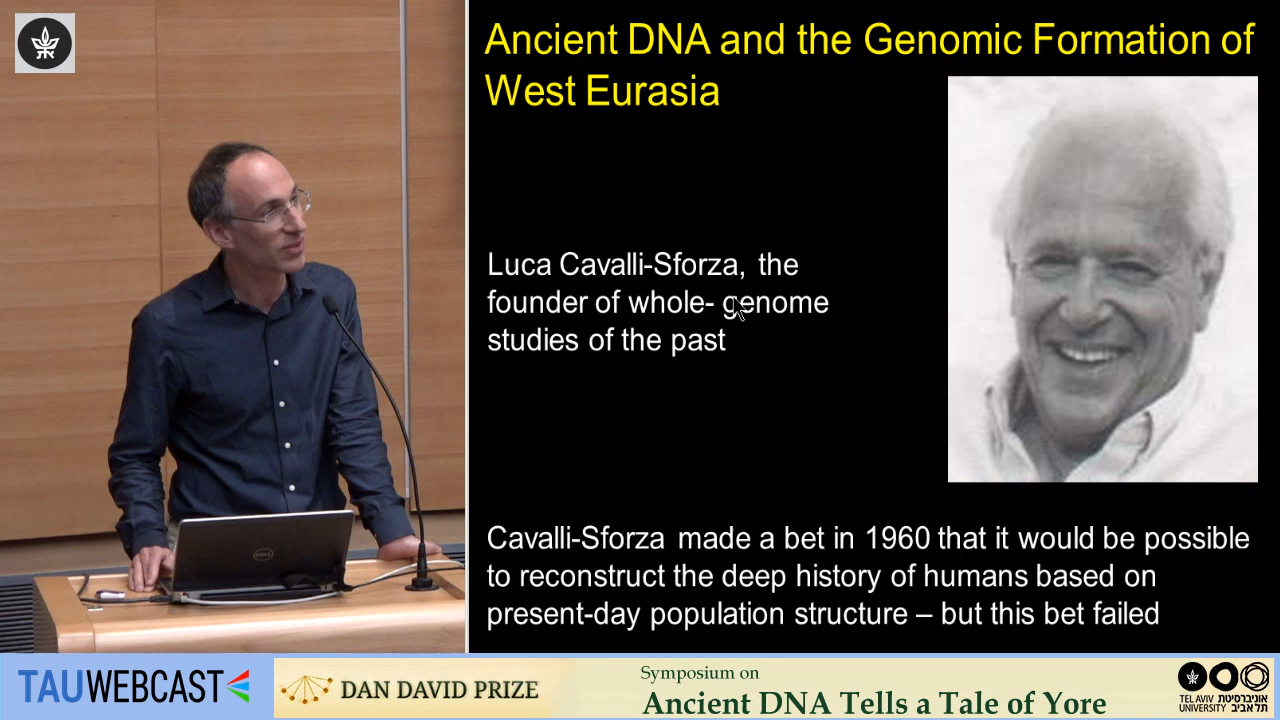 Ancient DNA and the Genomic Formation of
West Eurasia
Luca Cavalli-Sforza, the
founder of whole- genome
studies of the past
Cavalli-Sforza made a bet in 1960 that it would be possible
to reconstruct the deep history of humans based on
present-day population structure – but this bet failed
DELL
TAUWEBCAST
DAN DAVID PRIZE
Symposium on
Ancient DNA Tells a Tale of Yore
TEL AVIV אוניברסיטת
UNIVERSITY תל אביב